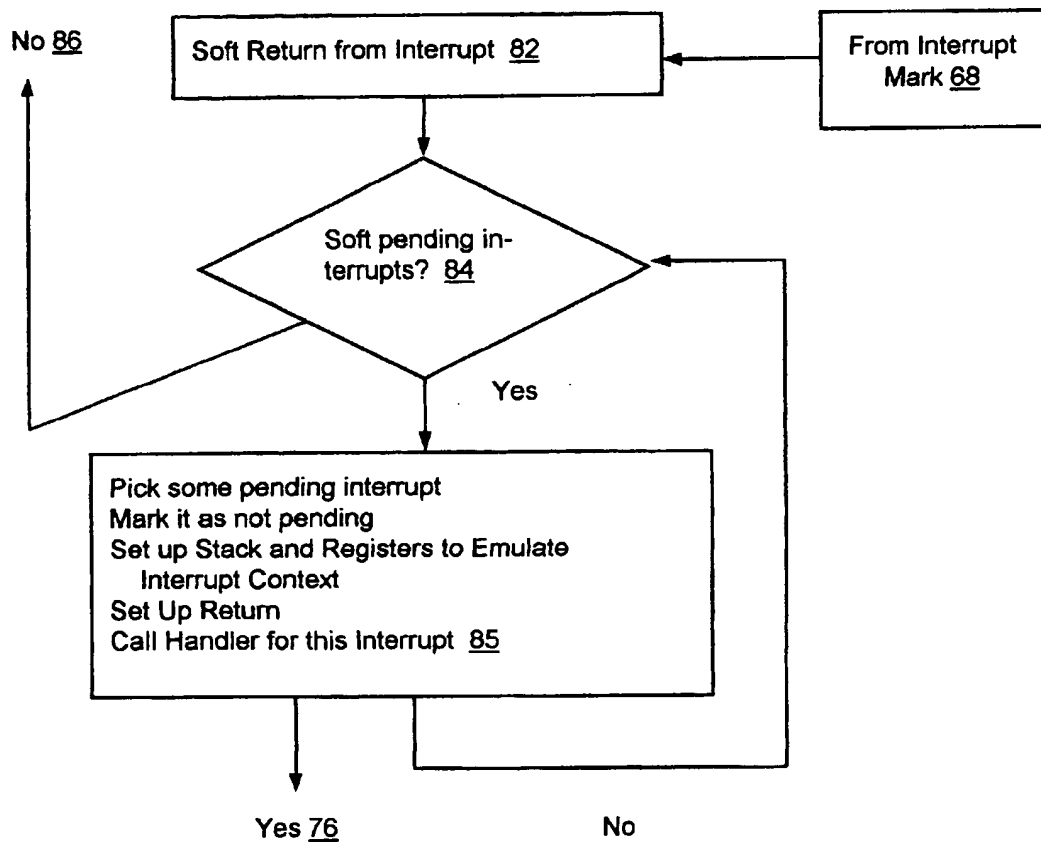 No 86
Soft Return from Interrupt 82
From Interrupt
Mark 68
Soft pending in-
terrupts? 84
Yes
Pick some pending interrupt
Mark it as not pending
Set up Stack and Registers to Emulate
Interrupt Context
Set Up Return
Call Handler for this Interrupt 85
Yes 76
No